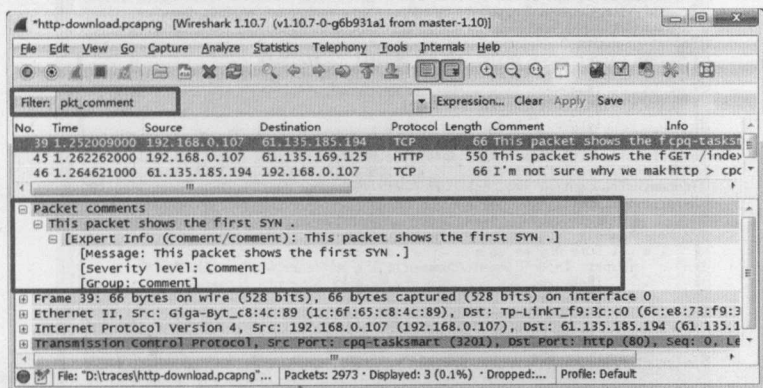 *http-download.pcapng [Wireshark 1.10.7 (v1.10.7-0-g6b931a1 from master-1.10)]
File Edit View Go Capture Analyze Statistics Telephony Tools Internals Help
Filter: pkt_comment Expression... Clear Apply Save
No. Time Source Destination Protocol Length Comment Info
39 1.252009000 192.168.0.107 61.135.185.194 TCP 66 This packet shows the f cpq-tasksm
45 1.262262000 192.168.0.107 61.135.169.125 HTTP 550 This packet shows the f GET /index
46 1.264621000 61.135.185.194 192.168.0.107 TCP 66 I'm not sure why we mak http > cpc
Packet comments
This packet shows the first SYN .
[Expert Info (Comment/Comment): This packet shows the first SYN .]
[Message: This packet shows the first SYN .]
[Severity level: Comment]
[Group: Comment]
Frame 39: 66 bytes on wire (528 bits), 66 bytes captured (528 bits) on interface 0
Ethernet II, Src: Giga-Byt_c8:4c:89 (1c:6f:65:c8:4c:89), Dst: Tp-LinkT_f9:3c:c0 (6c:e8:73:f9:3
Internet Protocol Version 4, Src: 192.168.0.107 (192.168.0.107), Dst: 61.135.185.194 (61.135.1
Transmission Control Protocol, Src Port: cpq-tasksmart (3201), Dst Port: http (80), Seq: 0, Le
File: "D:\traces\http-download.pcapng"... Packets: 2973 · Displayed: 3 (0.1%) · Dropped:... Profile: Default